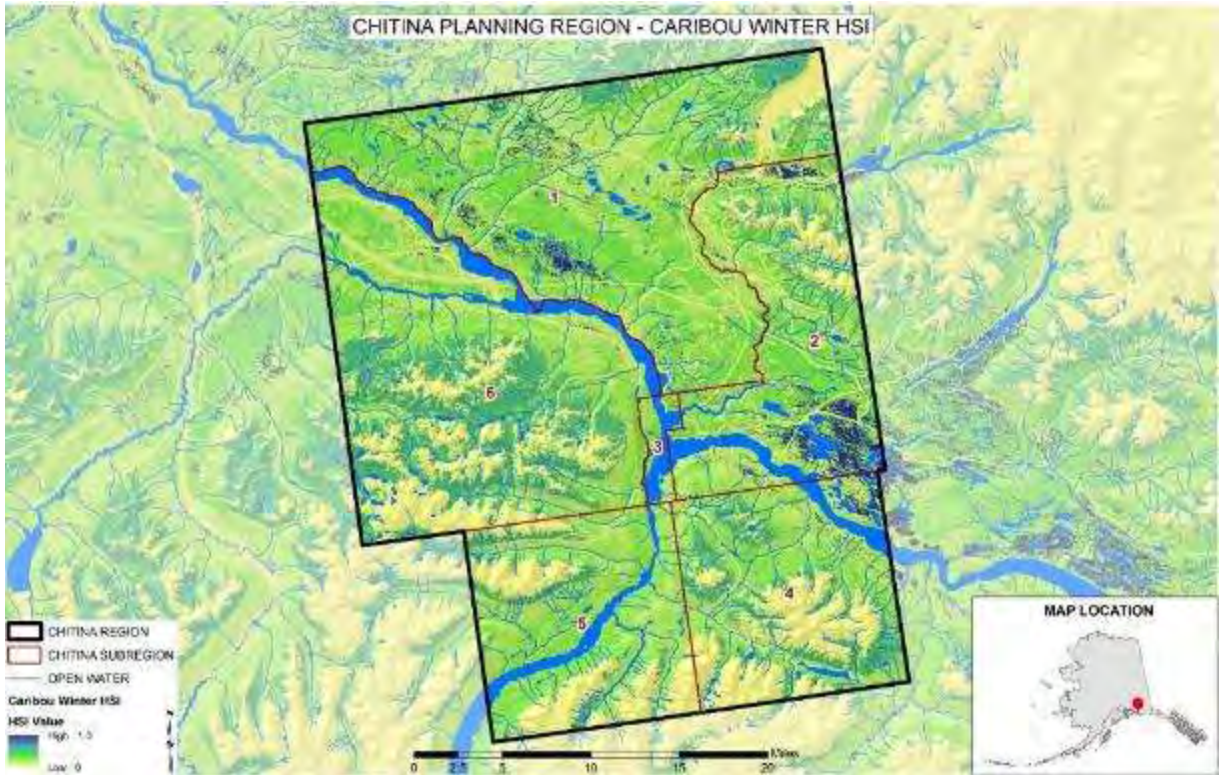 CHITINA PLANNING REGION - CARIBOU WINTER HSI
1
2
6
3
4
5
CHITINA REGION
CHITINA SUBREGION
OPEN WATER
Caribou Winter HSI
HSI Value
High : 1.0
Low : 0
0 2.5 5 10 15 20 Miles
MAP LOCATION